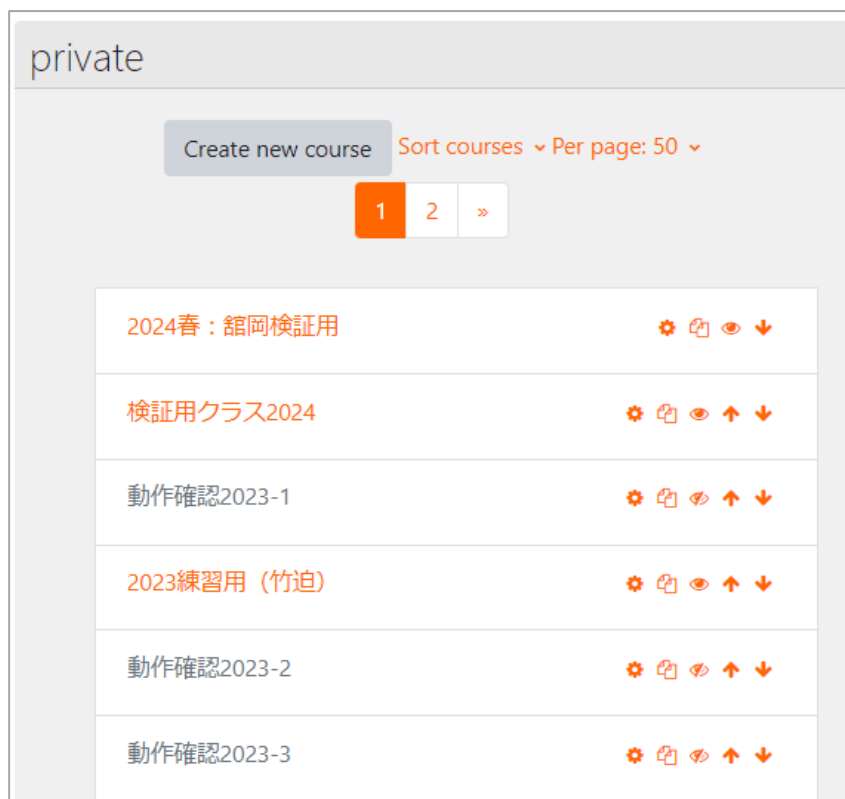 private
Create new course Sort courses Per page: 50
1 2 »
2024春：舘岡検証用
検証用クラス2024
動作確認2023-1
2023練習用（竹迫）
動作確認2023-2
動作確認2023-3